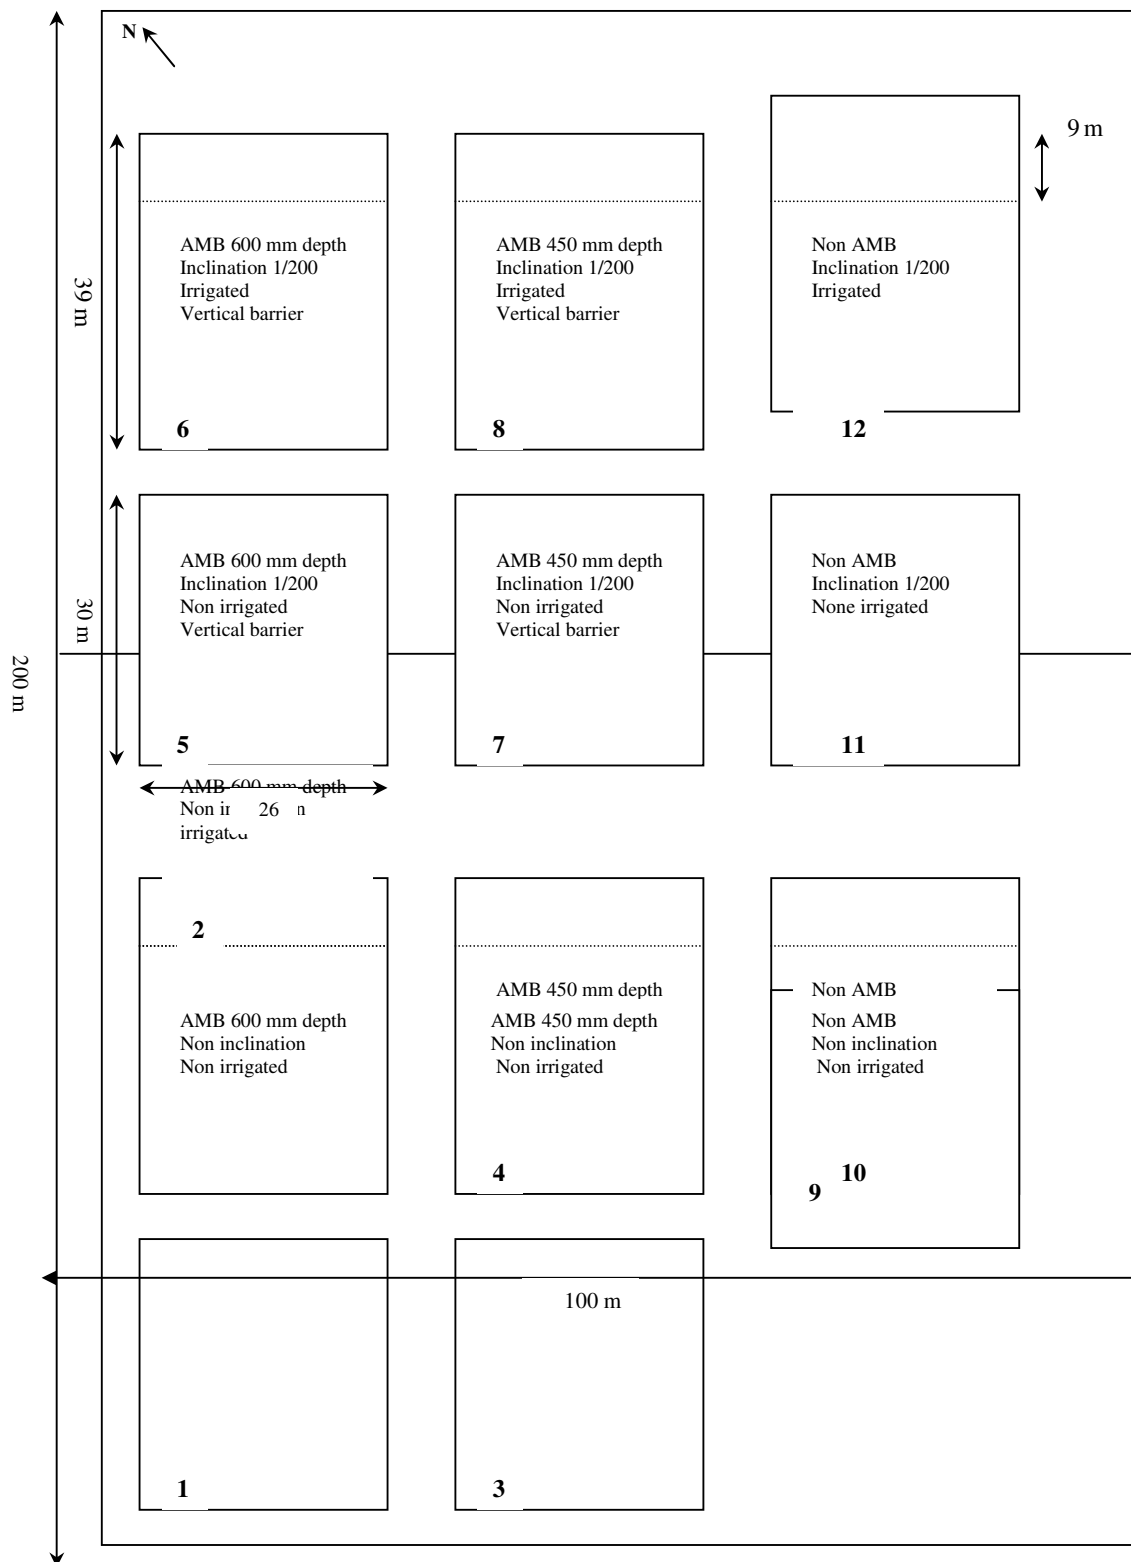 N
9 m
AMB 600 mm depth
Inclination 1/200
Irrigated
Vertical barrier
6
AMB 450 mm depth
Inclination 1/200
Irrigated
Vertical barrier
8
Non AMB
Inclination 1/200
Irrigated
12
39 m
AMB 600 mm depth
Inclination 1/200
Non irrigated
Vertical barrier
5
AMB 450 mm depth
Inclination 1/200
Non irrigated
Vertical barrier
7
Non AMB
Inclination 1/200
None irrigated
11
30 m
200 m
AMB 600 mm depth
Non
irrigated
26
2
AMB 600 mm depth
Non inclination
Non irrigated
AMB 450 mm depth
AMB 450 mm depth
Non inclination
Non irrigated
4
Non AMB
Non AMB
Non inclination
Non irrigated
10
9
100 m
1
3